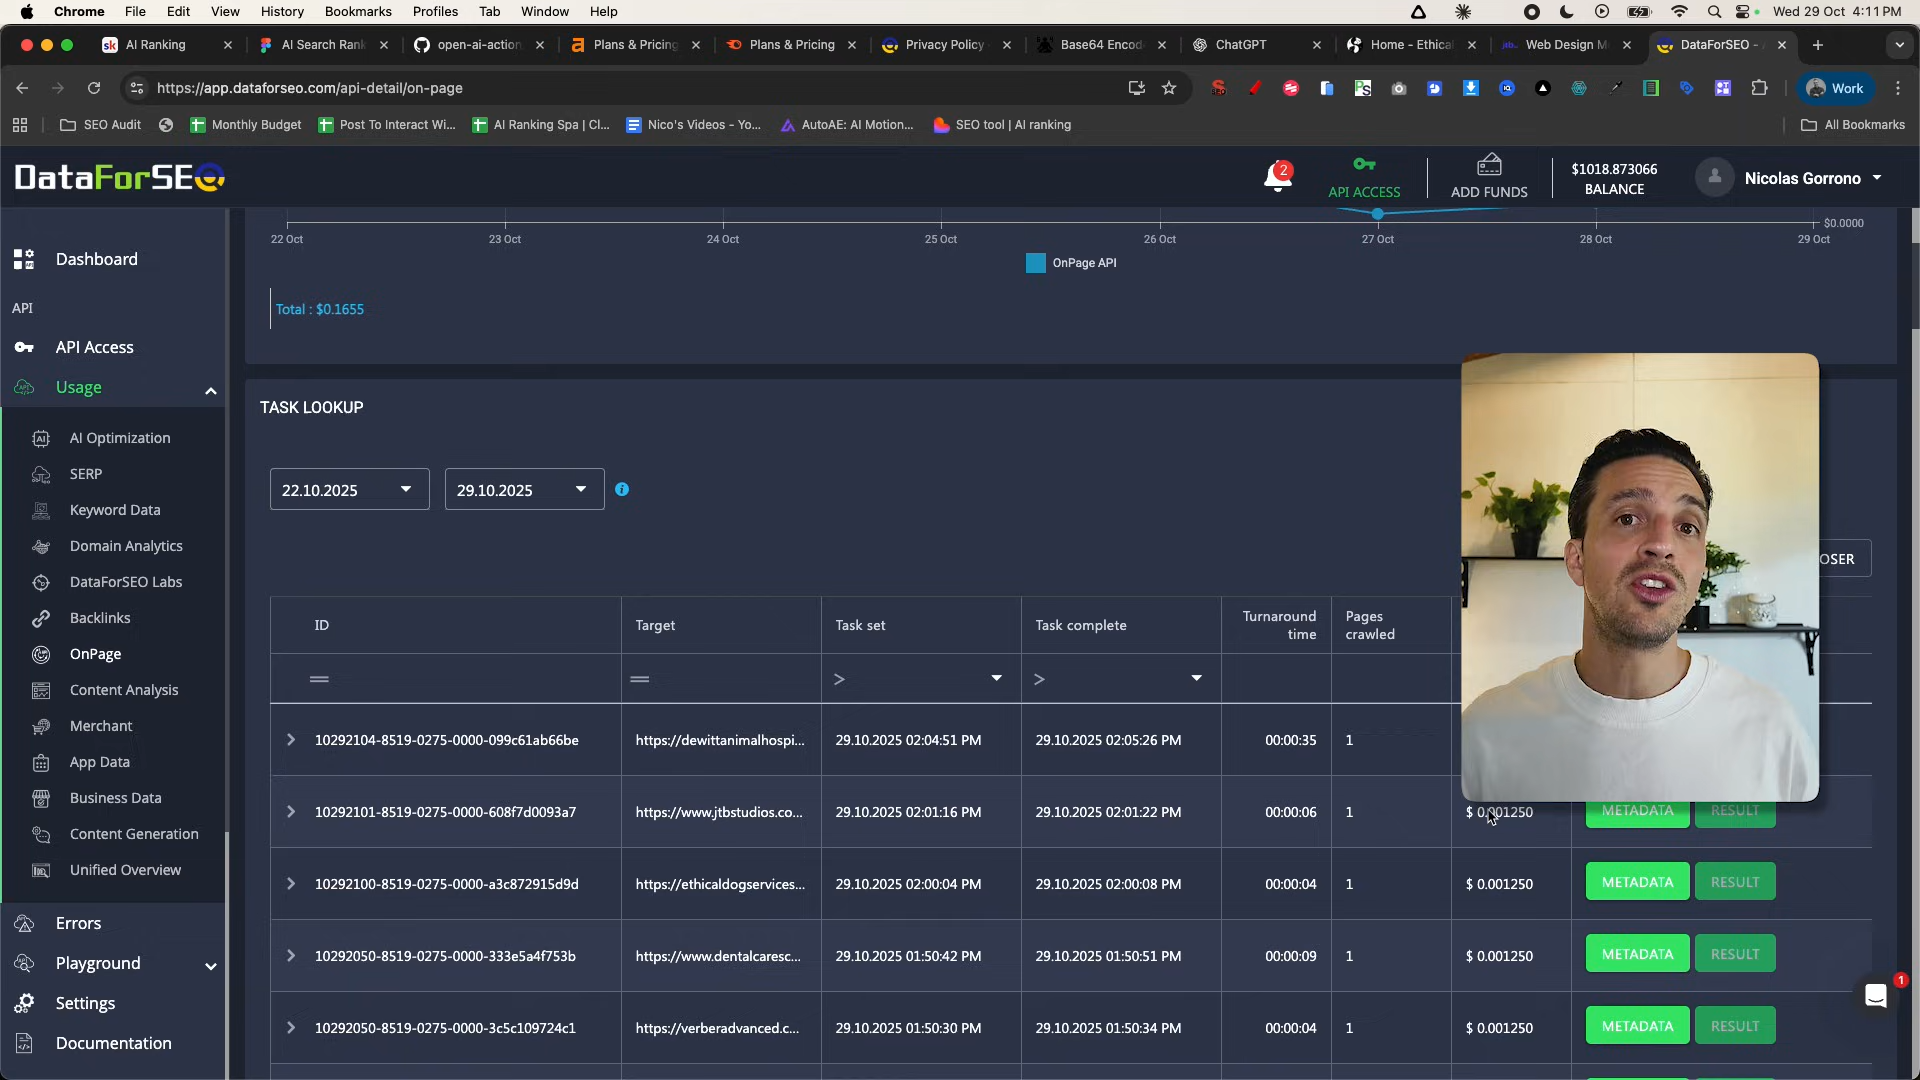 Chrome File Edit View History Bookmarks Profiles Tab Window Help Wed 29 Oct 4:11 PM
AI Ranking AI Search Rank open-ai-action Plans & Pricing Plans & Pricing Privacy Policy Base64 Encod ChatGPT Home - Ethical Web Design M DataForSEO -
https://app.dataforseo.com/api-detail/on-page Work
SEO Audit Monthly Budget Post To Interact Wi... AI Ranking Spa | Cl... Nico's Videos - Yo... AutoAE: AI Motion... SEO tool | AI ranking All Bookmarks
DataForSEO 2 API ACCESS ADD FUNDS $1018.873066 BALANCE Nicolas Gorrono
$0.0000
22 Oct 23 Oct 24 Oct 25 Oct 26 Oct 27 Oct 28 Oct 29 Oct
OnPage API
Total : $0.1655
Dashboard
API
API Access
Usage
AI Optimization
SERP
Keyword Data
Domain Analytics
DataForSEO Labs
Backlinks
OnPage
Content Analysis
Merchant
App Data
Business Data
Content Generation
Unified Overview
Errors
Playground
Settings
Documentation
TASK LOOKUP
22.10.2025 29.10.2025
OSER
ID Target Task set Task complete Turnaround time Pages crawled
= = > >
10292104-8519-0275-0000-099c61ab66be https://dewittanimalhospi... 29.10.2025 02:04:51 PM 29.10.2025 02:05:26 PM 00:00:35 1
10292101-8519-0275-0000-608f7d0093a7 https://www.jtbstudios.co... 29.10.2025 02:01:16 PM 29.10.2025 02:01:22 PM 00:00:06 1 $ 0.001250 METADATA RESULT
10292100-8519-0275-0000-a3c872915d9d https://ethicaldogservices... 29.10.2025 02:00:04 PM 29.10.2025 02:00:08 PM 00:00:04 1 $ 0.001250 METADATA RESULT
10292050-8519-0275-0000-333e5a4f753b https://www.dentalcaresc... 29.10.2025 01:50:42 PM 29.10.2025 01:50:51 PM 00:00:09 1 $ 0.001250 METADATA RESULT
10292050-8519-0275-0000-3c5c109724c1 https://verberadvanced.c... 29.10.2025 01:50:30 PM 29.10.2025 01:50:34 PM 00:00:04 1 $ 0.001250 METADATA RESULT
1